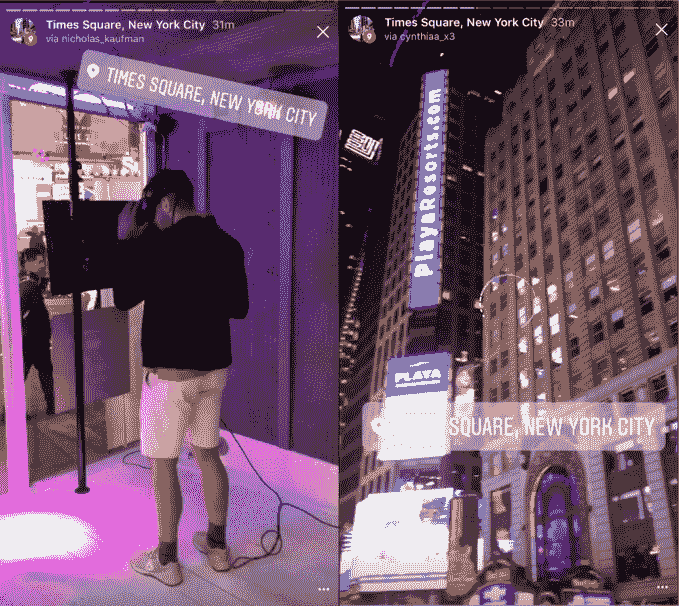 Times Square, New York City 31m
via nicholas_kaufman
TIMES SQUARE, NEW YORK CITY
Times Square, New York City 33m
via cynthiaa_x3
PlayaResorts.com
PLAYA
SQUARE, NEW YORK CITY